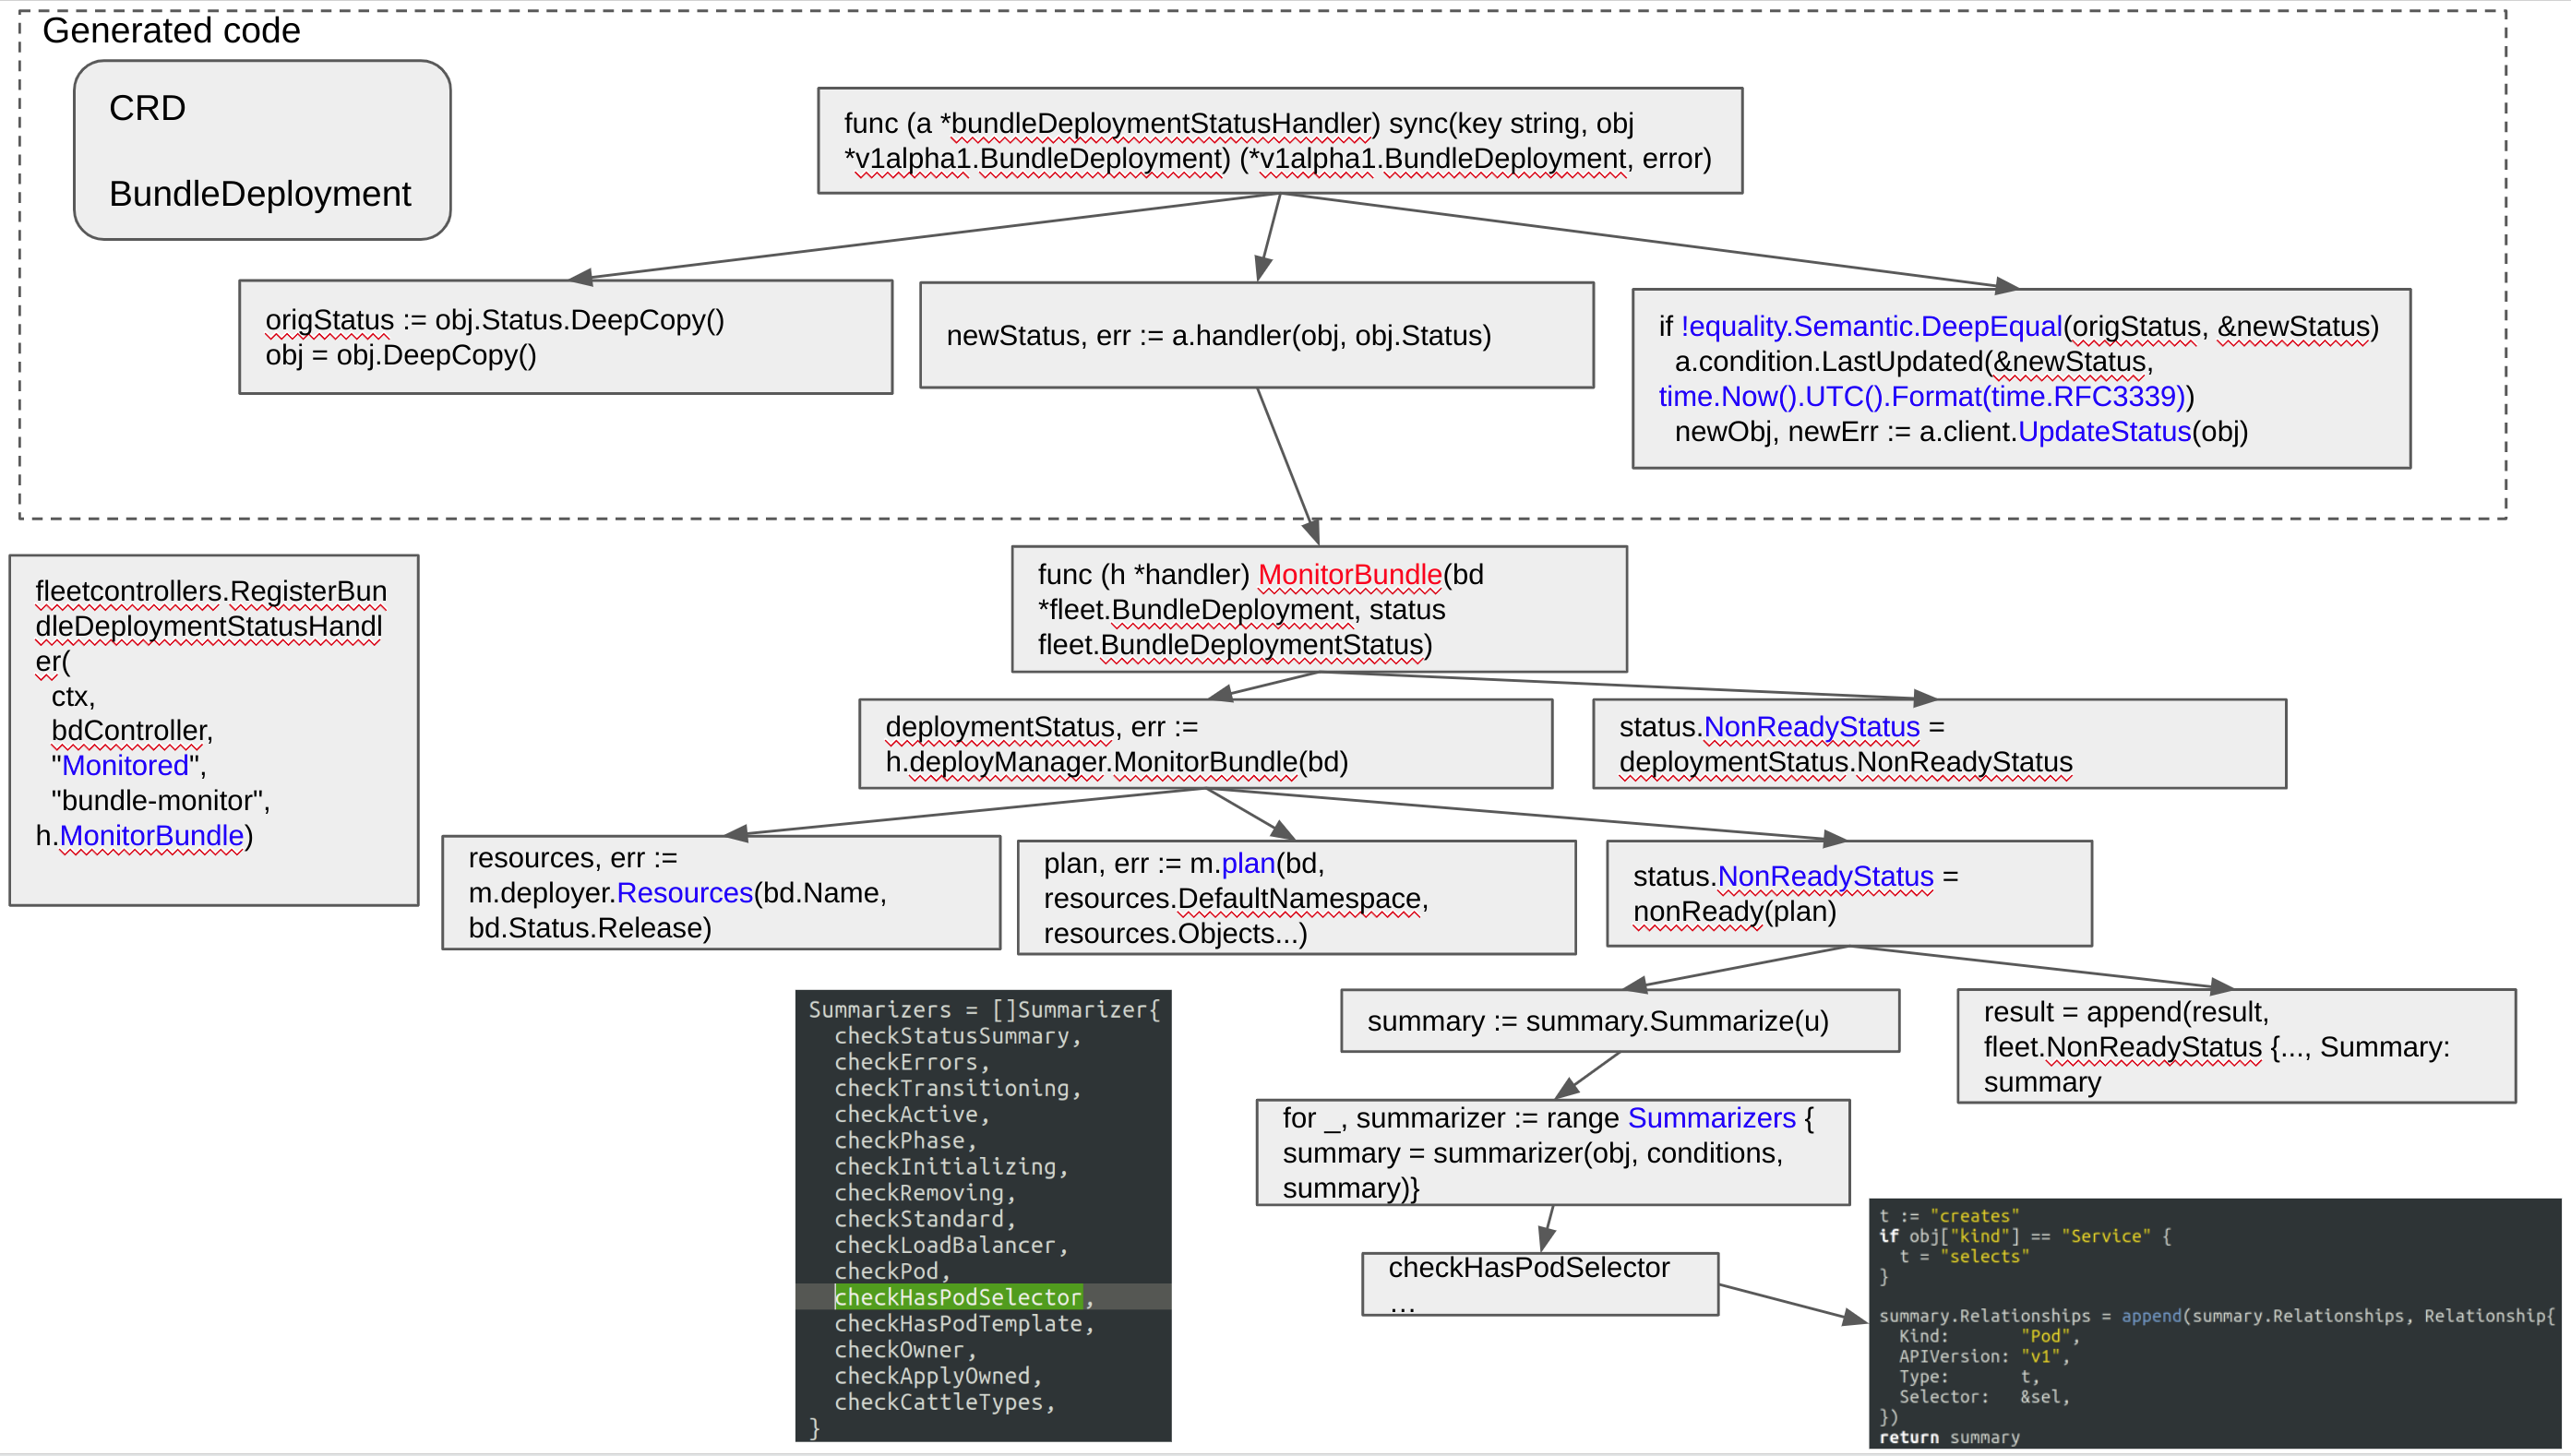 Generated code
CRD
BundleDeployment
func (a *bundleDeploymentStatusHandler) sync(key string, obj
*v1alpha1.BundleDeployment) (*v1alpha1.BundleDeployment, error)
origStatus := obj.Status.DeepCopy()
obj = obj.DeepCopy()
newStatus, err := a.handler(obj, obj.Status)
if !equality.Semantic.DeepEqual(origStatus, &newStatus)
a.condition.LastUpdated(&newStatus,
time.Now().UTC().Format(time.RFC3339))
newObj, newErr := a.client.UpdateStatus(obj)
fleetcontrollers.RegisterBun
dleDeploymentStatusHandl
er(
ctx,
bdController,
"Monitored",
"bundle-monitor",
h.MonitorBundle)
func (h *handler) MonitorBundle(bd
*fleet.BundleDeployment, status
fleet.BundleDeploymentStatus)
deploymentStatus, err :=
h.deployManager.MonitorBundle(bd)
status.NonReadyStatus =
deploymentStatus.NonReadyStatus
resources, err :=
m.deployer.Resources(bd.Name,
bd.Status.Release)
plan, err := m.plan(bd,
resources.DefaultNamespace,
resources.Objects...)
status.NonReadyStatus =
nonReady(plan)
Summarizers = []Summarizer{
checkStatusSummary,
checkErrors,
checkTransitioning,
checkActive,
checkPhase,
checkInitializing,
checkRemoving,
checkStandard,
checkLoadBalancer,
checkPod,
checkHasPodSelector,
checkHasPodTemplate,
checkOwner,
checkApplyOwned,
checkCattleTypes,
}
summary := summary.Summarize(u)
result = append(result,
fleet.NonReadyStatus {..., Summary:
summary
for _, summarizer := range Summarizers {
summary = summarizer(obj, conditions,
summary)}
checkHasPodSelector
…
t := "creates"
if obj["kind"] == "Service" {
t = "selects"
}
summary.Relationships = append(summary.Relationships, Relationship{
Kind: "Pod",
APIVersion: "v1",
Type: t,
Selector: &sel,
})
return summary